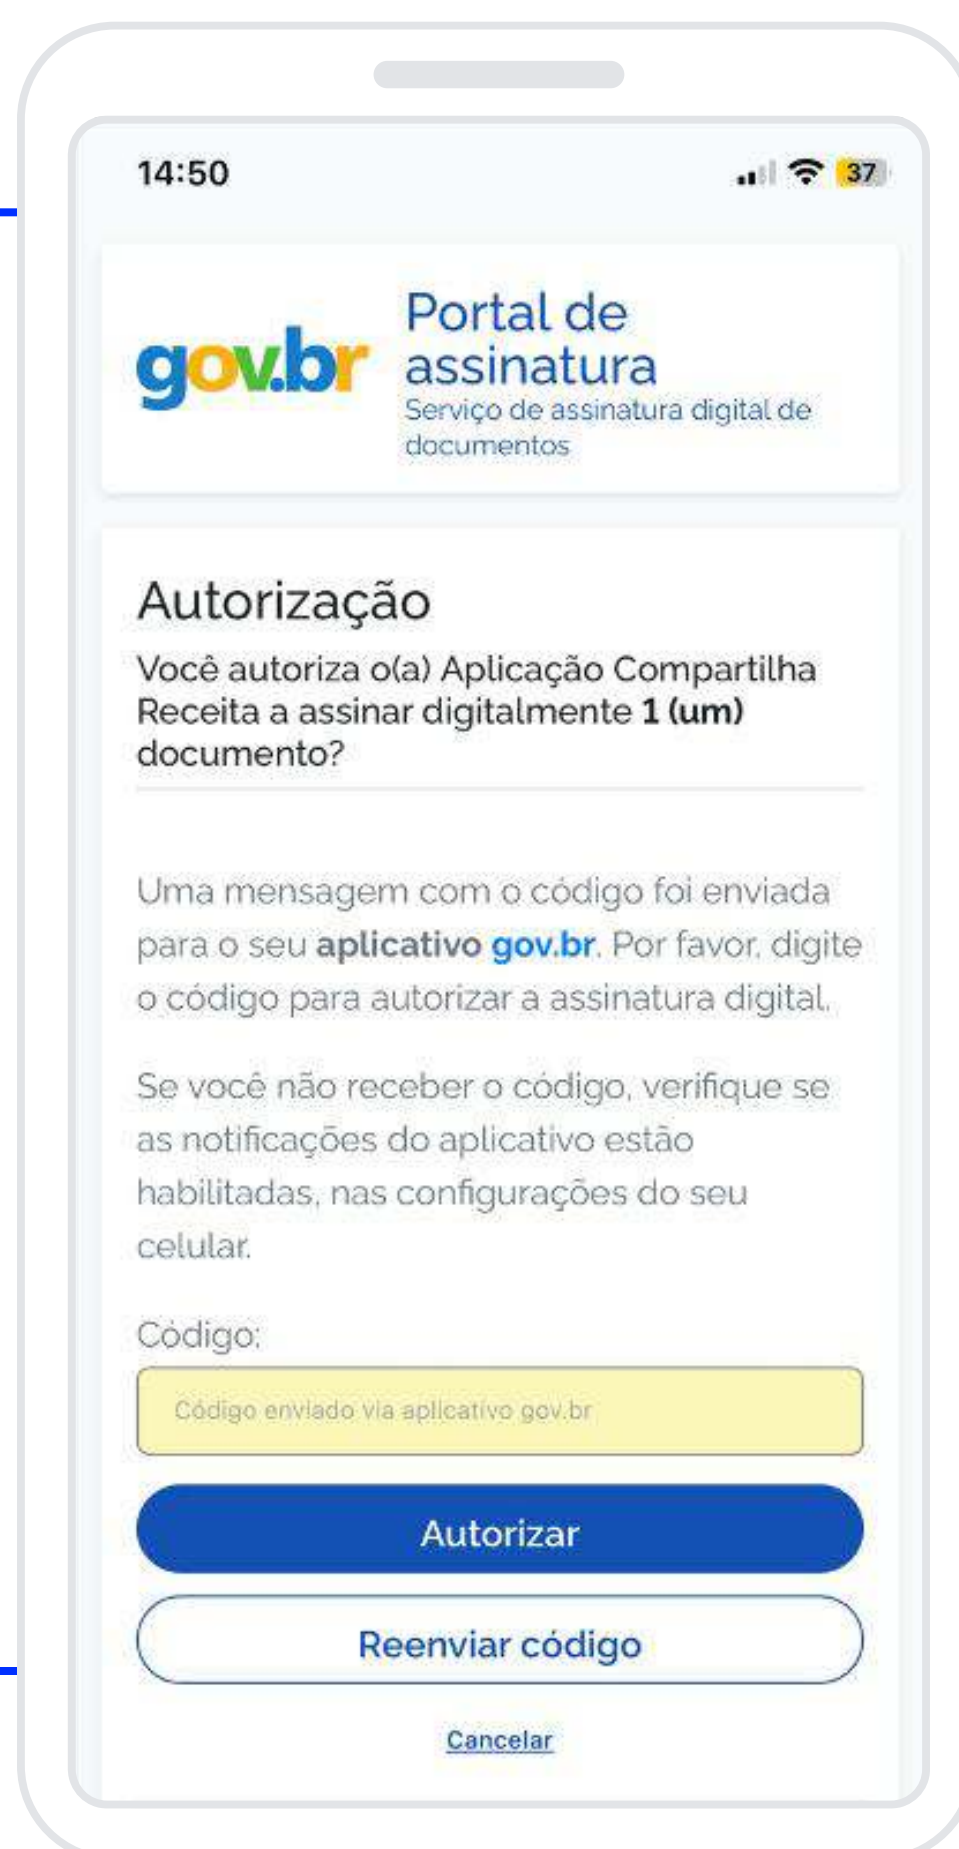 14:50
37
gov.br
Portal de
assinatura
Serviço de assinatura digital de
documentos
Autorização
Você autoriza o(a) Aplicação Compartilha
Receita a assinar digitalmente 1 (um)
documento?
Uma mensagem com o código foi enviada
para o seu aplicativo gov.br. Por favor, digite
o código para autorizar a assinatura digital.
Se você não receber o código, verifique se
as notificações do aplicativo estão
habilitadas, nas configurações do seu
celular.
Código:
Código enviado via aplicativo gov.br
Autorizar
Reenviar código
Cancelar